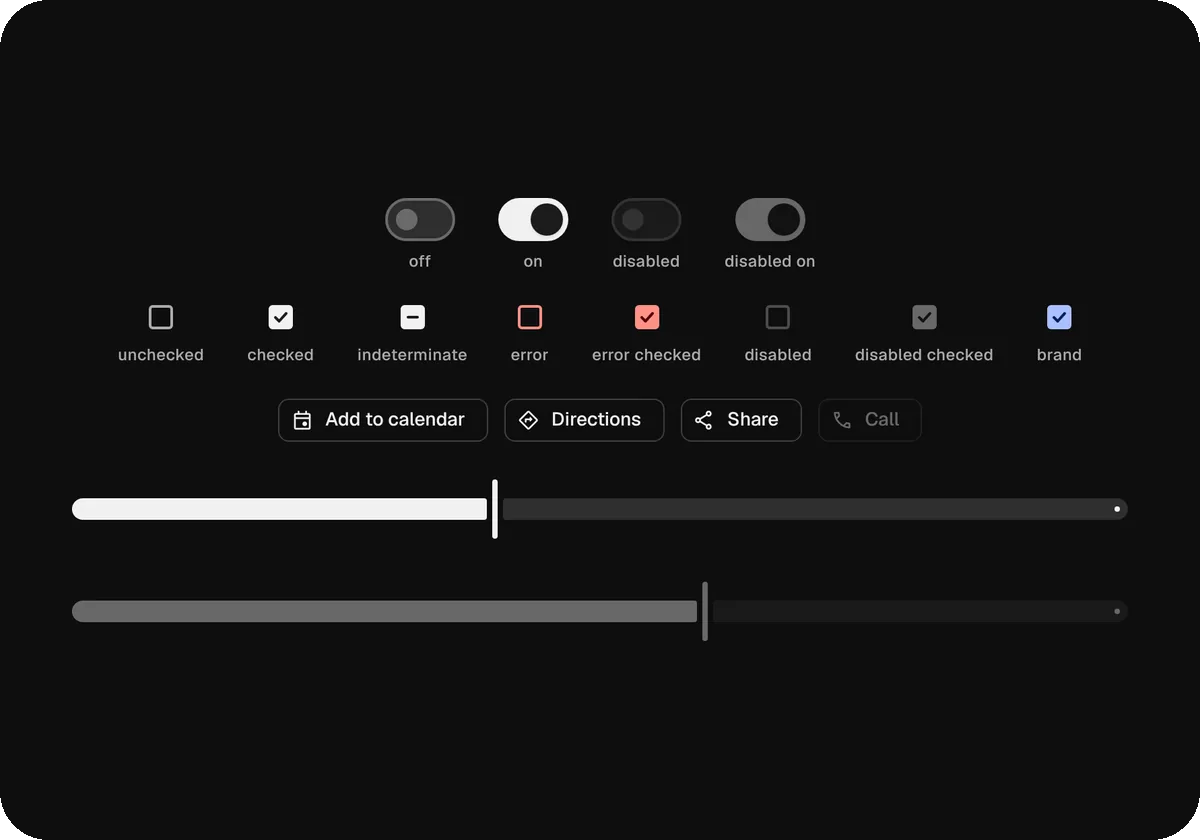 off on disabled disabled on
unchecked checked indeterminate error error checked disabled disabled checked brand
Add to calendar Directions Share Call